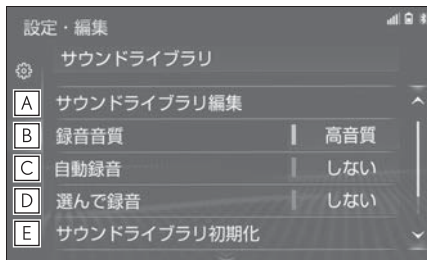 設定・編集
サウンドライブラリ
A サウンドライブラリ編集
B 録音音質 高音質
C 自動録音 しない
D 選んで録音 しない
E サウンドライブラリ初期化